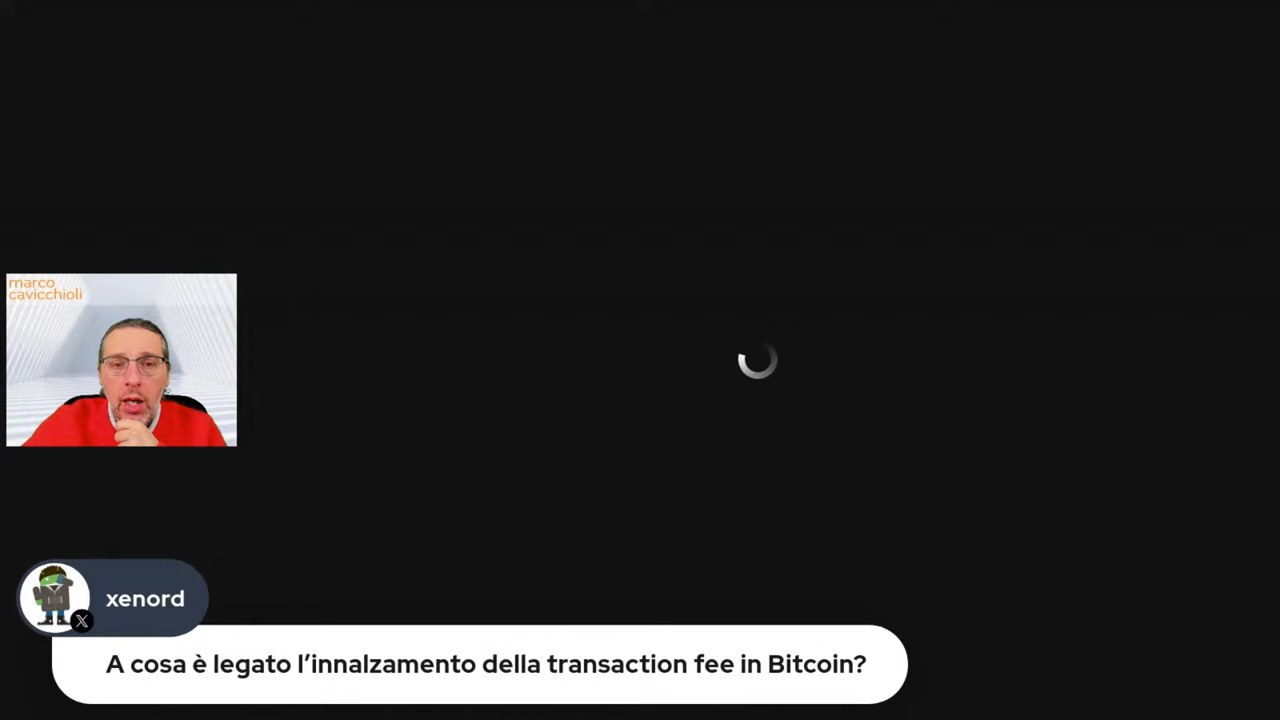 marco
cavicchioli
xenord
A cosa è legato l’innalzamento della transaction fee in Bitcoin?